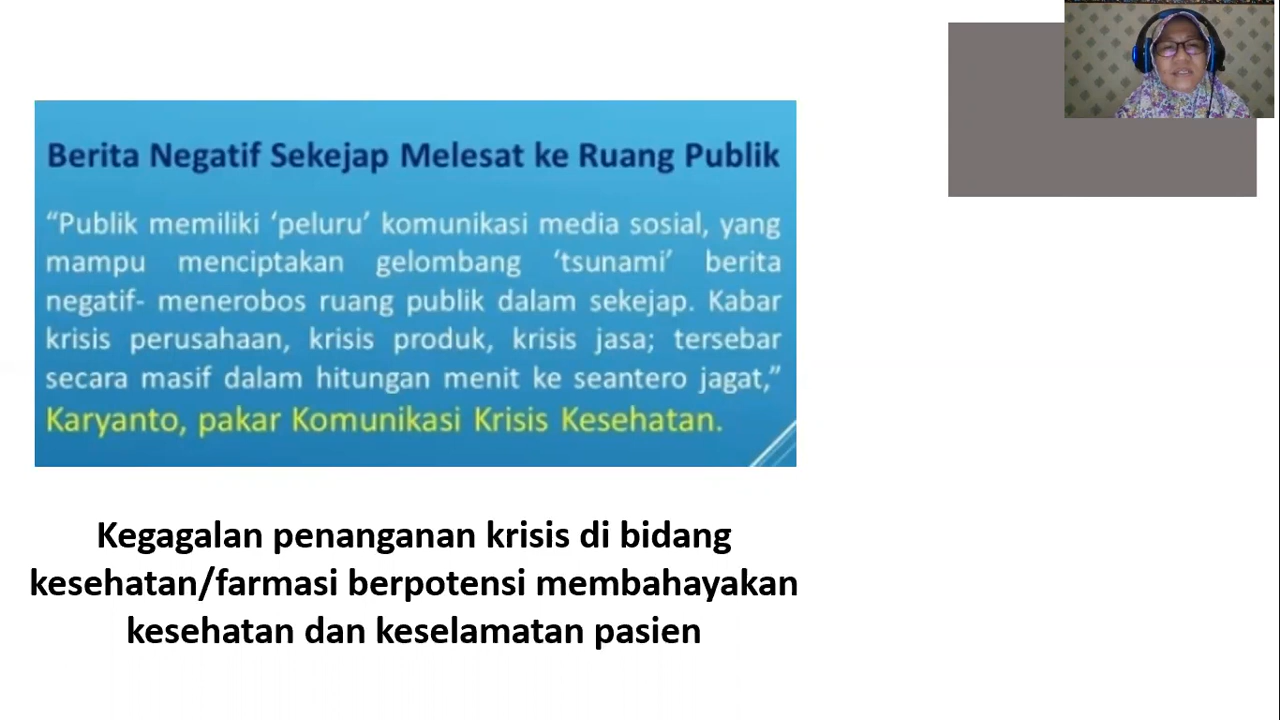 Berita Negatif Sekejap Melesat ke Ruang Publik
“Publik memiliki ‘peluru’ komunikasi media sosial, yang
mampu menciptakan gelombang ‘tsunami’ berita
negatif- menerobos ruang publik dalam sekejap. Kabar
krisis perusahaan, krisis produk, krisis jasa; tersebar
secara masif dalam hitungan menit ke seantero jagat,”
Karyanto, pakar Komunikasi Krisis Kesehatan.
Kegagalan penanganan krisis di bidang
kesehatan/farmasi berpotensi membahayakan
kesehatan dan keselamatan pasien